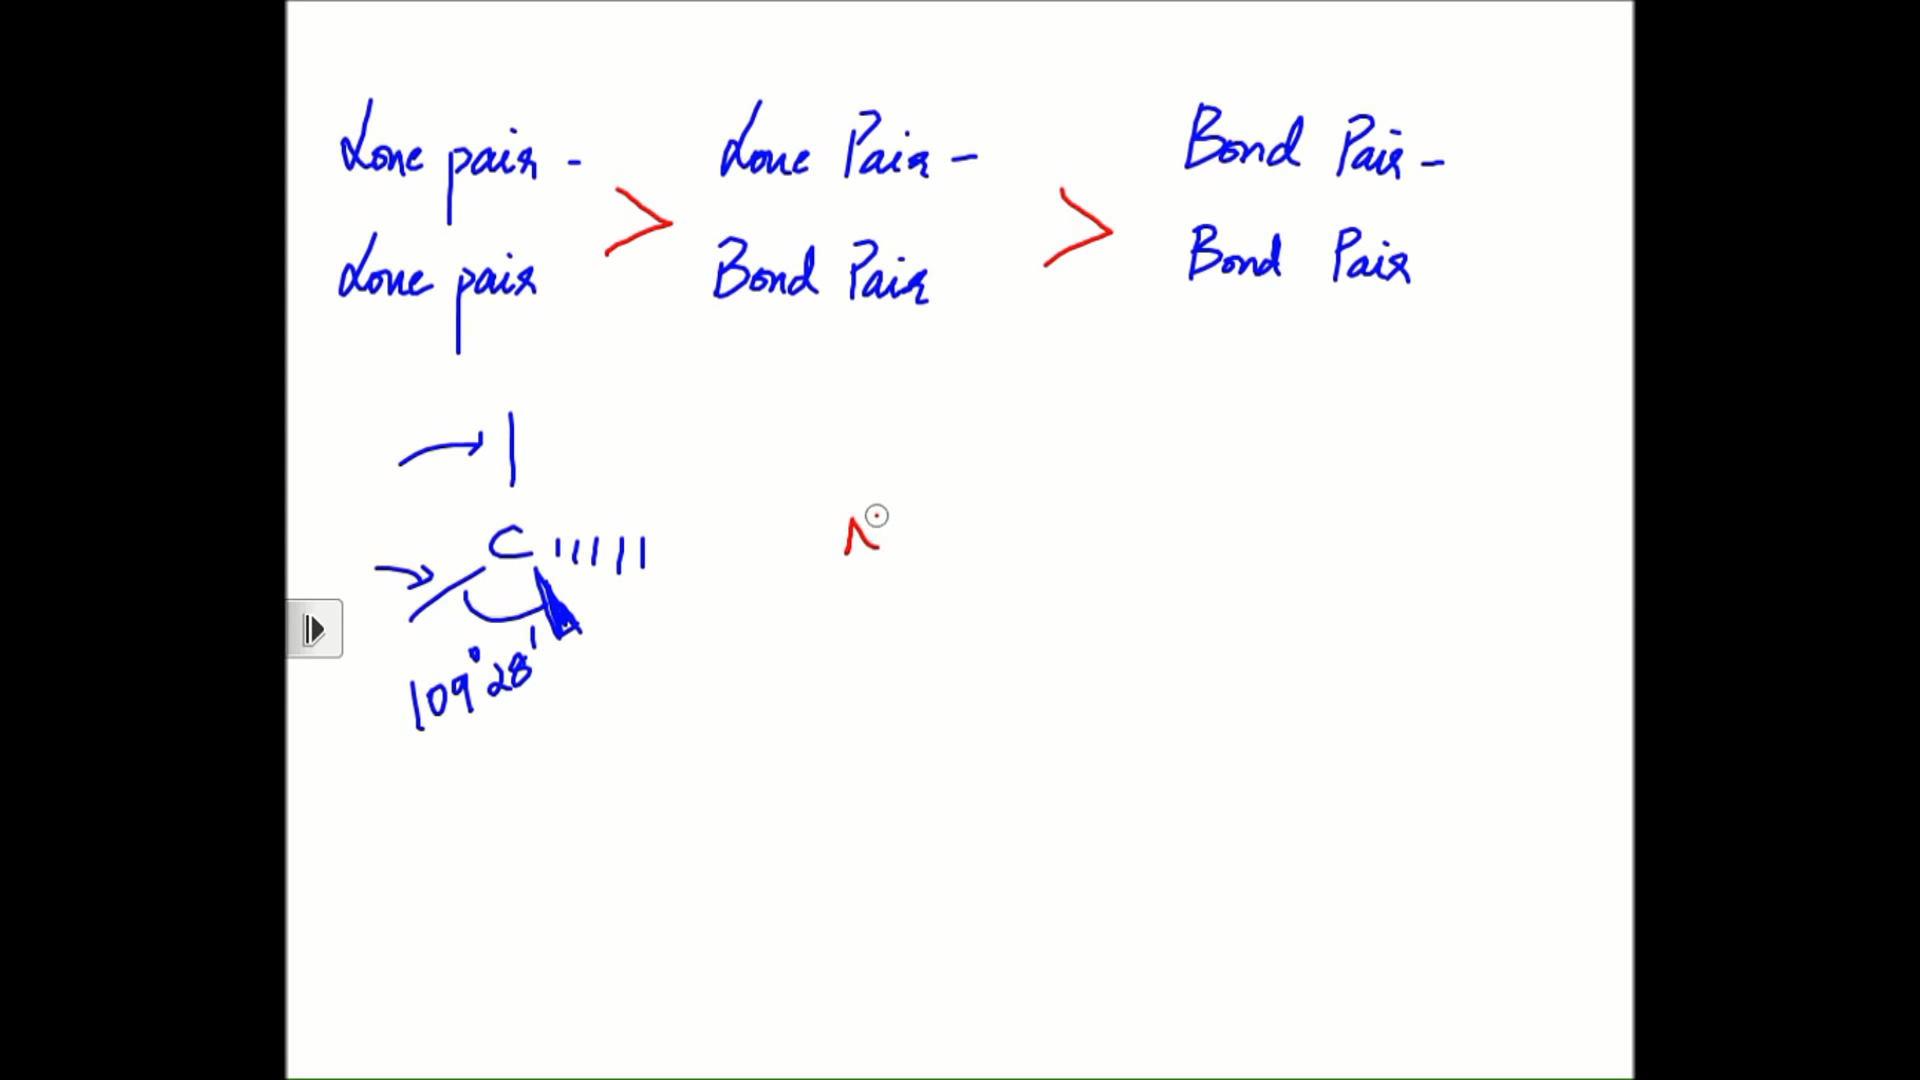 Lone pair - > Lone Pair - > Bond Pair -
Lone pair Bond Pair Bond Pair
C
109°28'